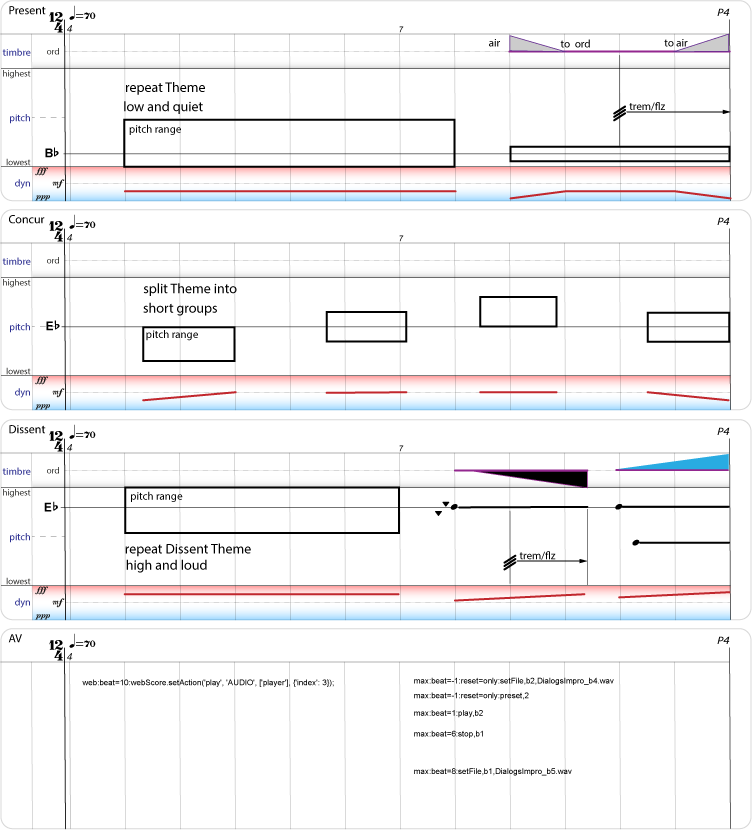 Present
12/4 ♩=70
P4
4
7
timbre ord
air to ord to air
highest
repeat Theme
low and quiet
pitch
pitch range
trem/flz
B♭
lowest
fff
dyn mf
ppp
Concur
12/4 ♩=70
P4
4
7
timbre ord
highest
split Theme into
short groups
pitch E♭
pitch range
lowest
fff
dyn mf
ppp
Dissent
12/4 ♩=70
P4
4
7
timbre ord
highest
pitch range
E♭
pitch
repeat Dissent Theme
high and loud
trem/flz
lowest
fff
dyn mf
ppp
AV
12/4 ♩=70
P4
4
7
web:beat=10:webScore.setAction('play', 'AUDIO', ['player'], {'index': 3});
max:beat=-1:reset=only:setFile,b2,DialogsImpro_b4.wav
max:beat=-1:reset=only:preset,2
max:beat=1:play,b2
max:beat=6:stop,b1
max:beat=8:setFile,b1,DialogsImpro_b5.wav